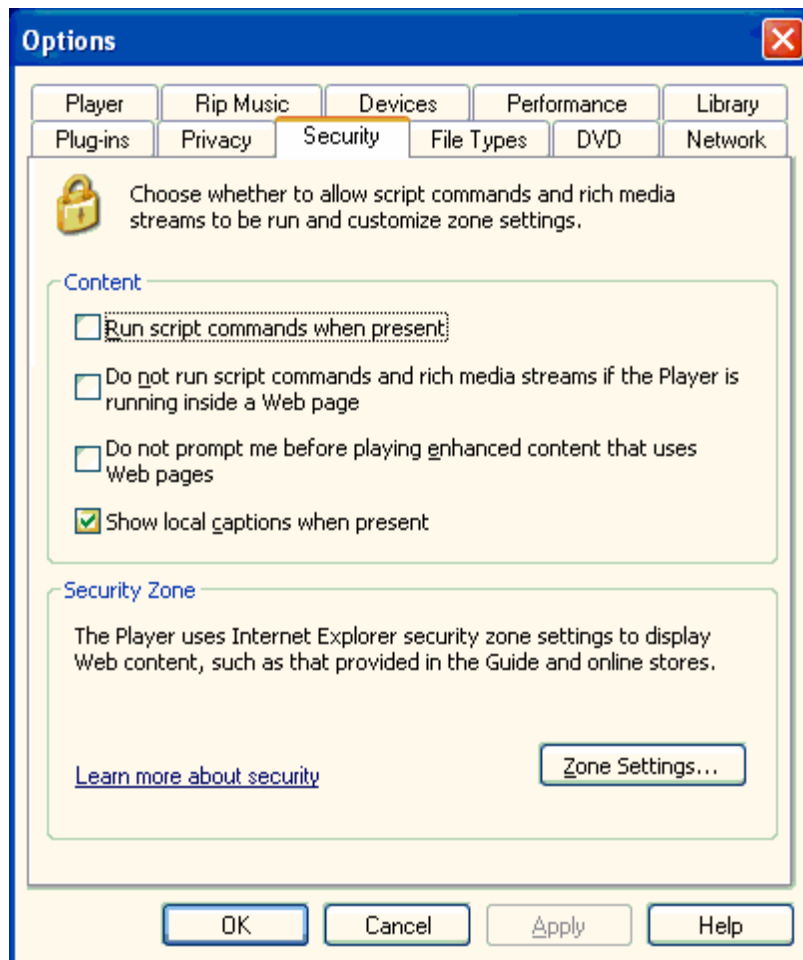 Options
Player Rip Music Devices Performance Library
Plug-ins Privacy Security File Types DVD Network
Choose whether to allow script commands and rich media
streams to be run and customize zone settings.
Content
Run script commands when present
Do not run script commands and rich media streams if the Player is
running inside a Web page
Do not prompt me before playing enhanced content that uses
Web pages
Show local captions when present
Security Zone
The Player uses Internet Explorer security zone settings to display
Web content, such as that provided in the Guide and online stores.
Learn more about security
Zone Settings...
OK Cancel Apply Help